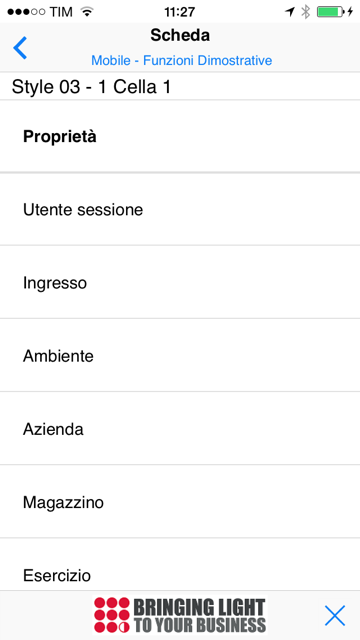 TIM 11:27
Scheda
Mobile - Funzioni Dimostrative
Style 03 - 1 Cella 1
Proprietà
Utente sessione
Ingresso
Ambiente
Azienda
Magazzino
Esercizio
BRINGING LIGHT
TO YOUR BUSINESS